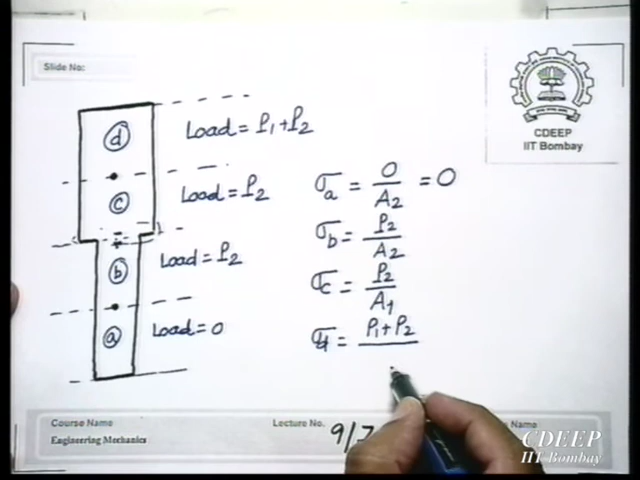 Slide No:
CDEEP
IIT Bombay
d
Load = P1+P2
c
Load = P2
b
Load = P2
a
Load = 0
σa = 0/A2 = 0
σb = P2/A2
σc = P2/A1
σd = P1+P2
Course Name
Engineering Mechanics
Lecture No.
9/
Name
CDEEP
IIT Bombay